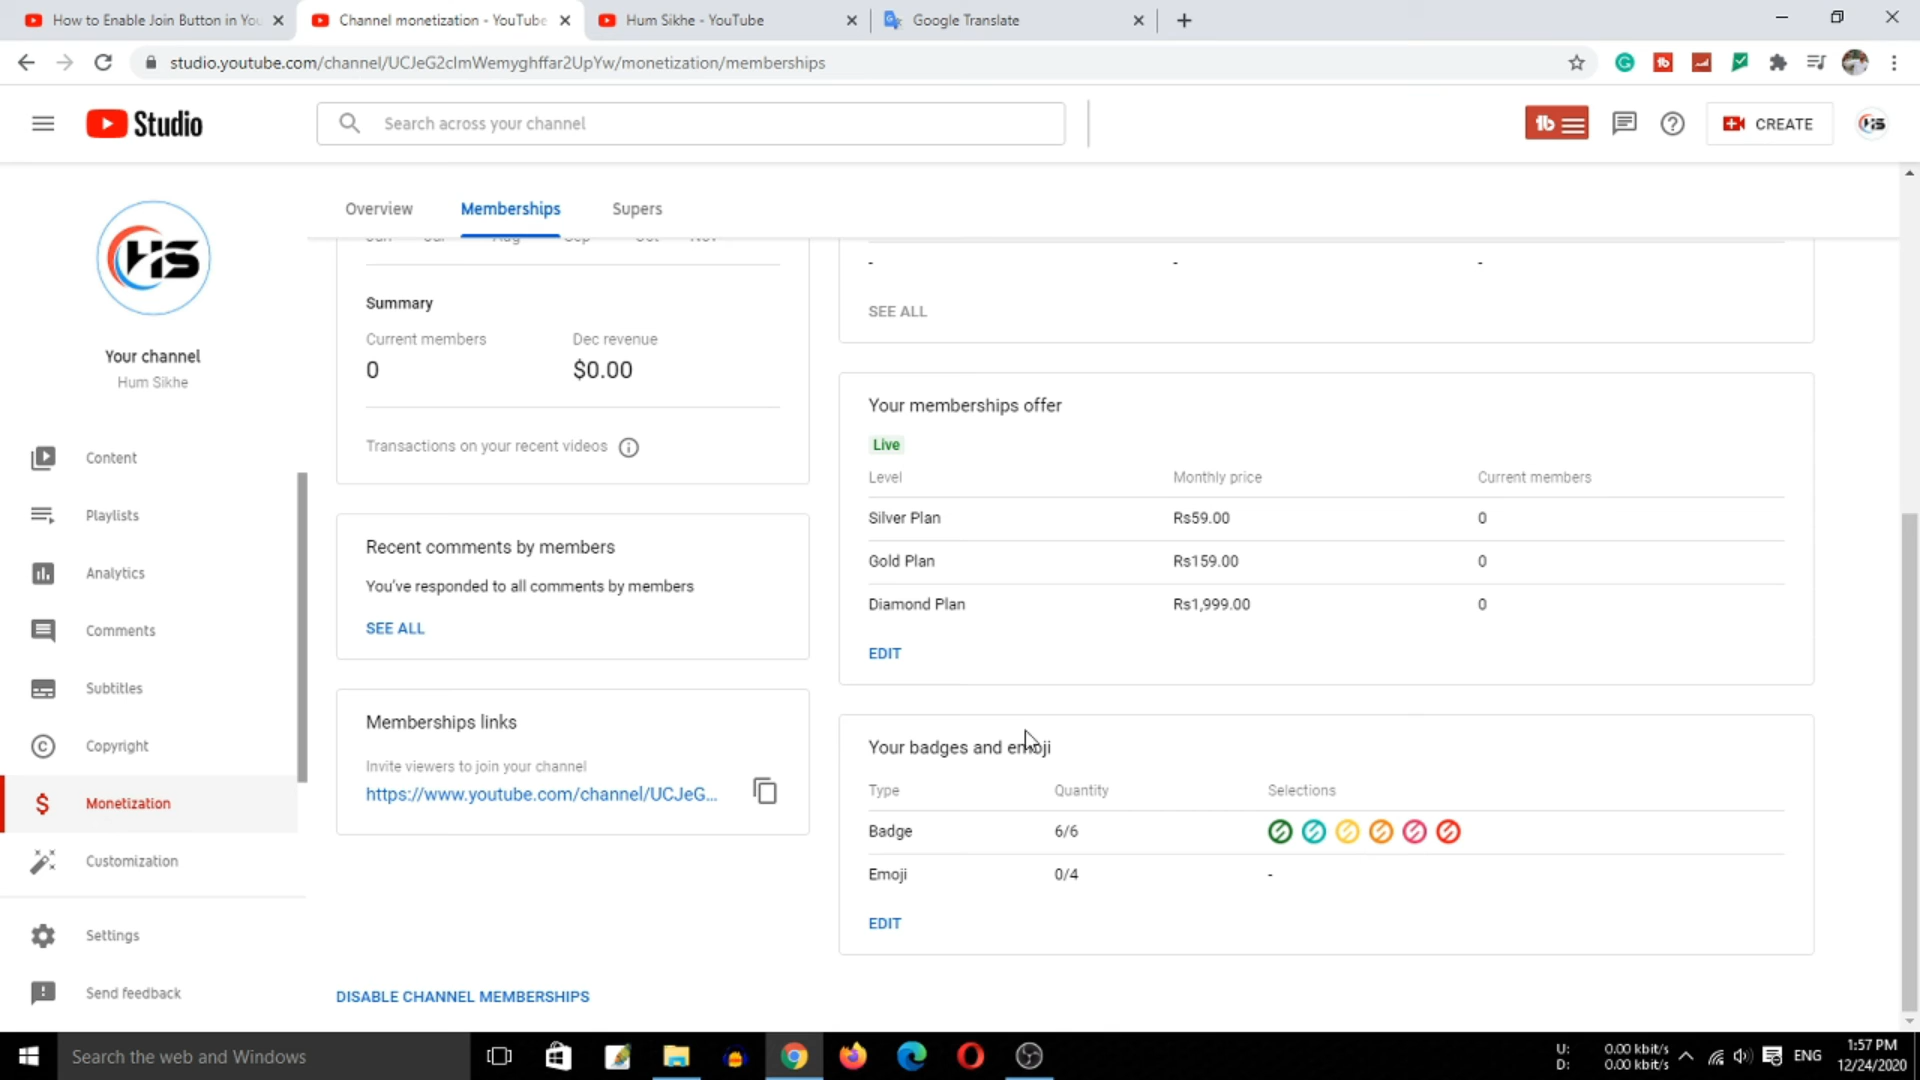 How to Enable Join Button in You
Channel monetization - YouTube
Hum Sikhe - YouTube
Google Translate
studio.youtube.com/channel/UCJeG2clmWemyghffar2UpYw/monetization/memberships
Studio
Search across your channel
CREATE
HS
Your channel
Hum Sikhe
Content
Playlists
Analytics
Comments
Subtitles
Copyright
Monetization
Customization
Settings
Send feedback
Overview
Memberships
Supers
Jun Jul Aug Sep Oct Nov
Summary
Current members
Dec revenue
0
$0.00
Transactions on your recent videos
Recent comments by members
You've responded to all comments by members
SEE ALL
Memberships links
Invite viewers to join your channel
https://www.youtube.com/channel/UCJeG...
DISABLE CHANNEL MEMBERSHIPS
- - -
SEE ALL
Your memberships offer
Live
Level Monthly price Current members
Silver Plan Rs59.00 0
Gold Plan Rs159.00 0
Diamond Plan Rs1,999.00 0
EDIT
Your badges and emoji
Type Quantity Selections
Badge 6/6
Emoji 0/4 -
EDIT
Search the web and Windows
U: 0.00 kbit/s
D: 0.00 kbit/s
ENG
1:57 PM
12/24/2020